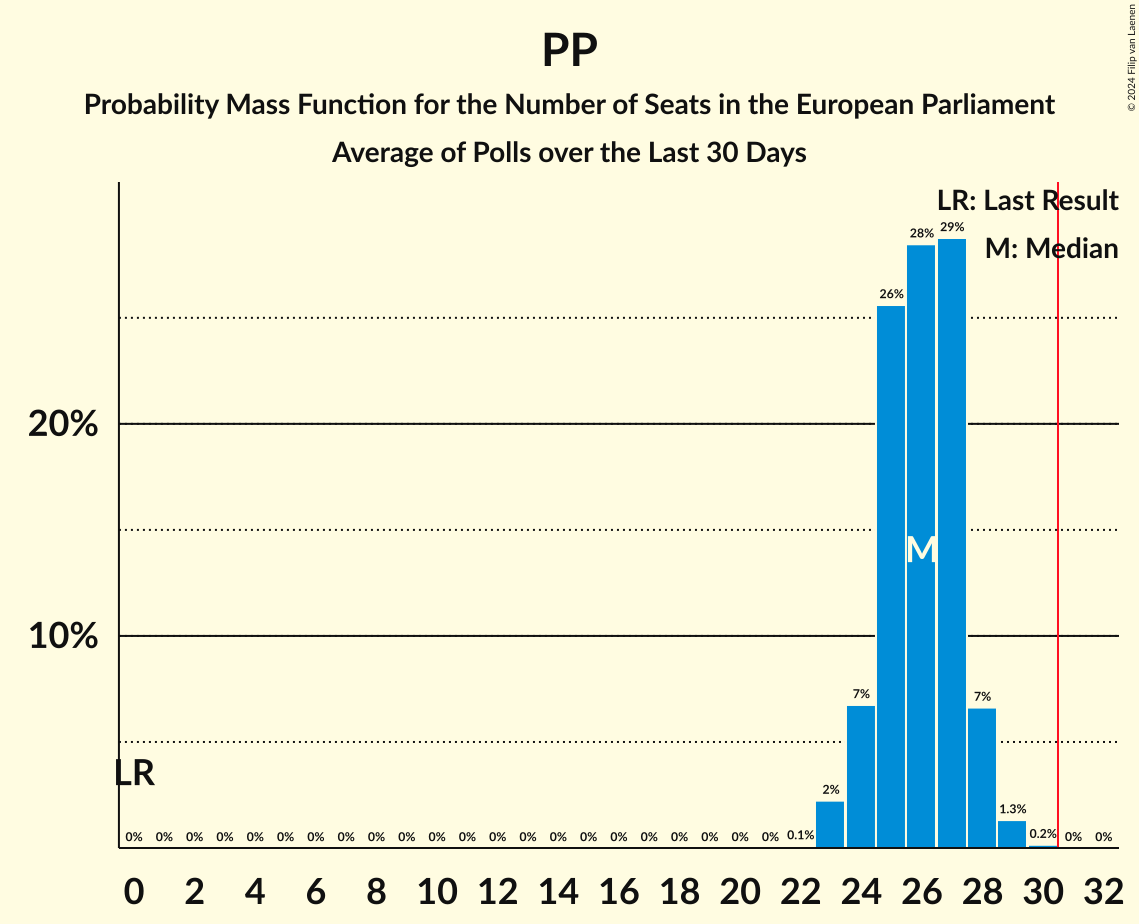 PP
Probability Mass Function for the Number of Seats in the European Parliament
Average of Polls over the Last 30 Days
© 2024 Filip van Laenen
LR: Last Result
M: Median
20%
10%
LR
M
0% 0% 0% 0% 0% 0% 0% 0% 0% 0% 0% 0% 0% 0% 0% 0% 0% 0% 0% 0% 0% 0% 0.1% 2% 7% 26% 28% 29% 7% 1.3% 0.2% 0% 0%
0 2 4 6 8 10 12 14 16 18 20 22 24 26 28 30 32